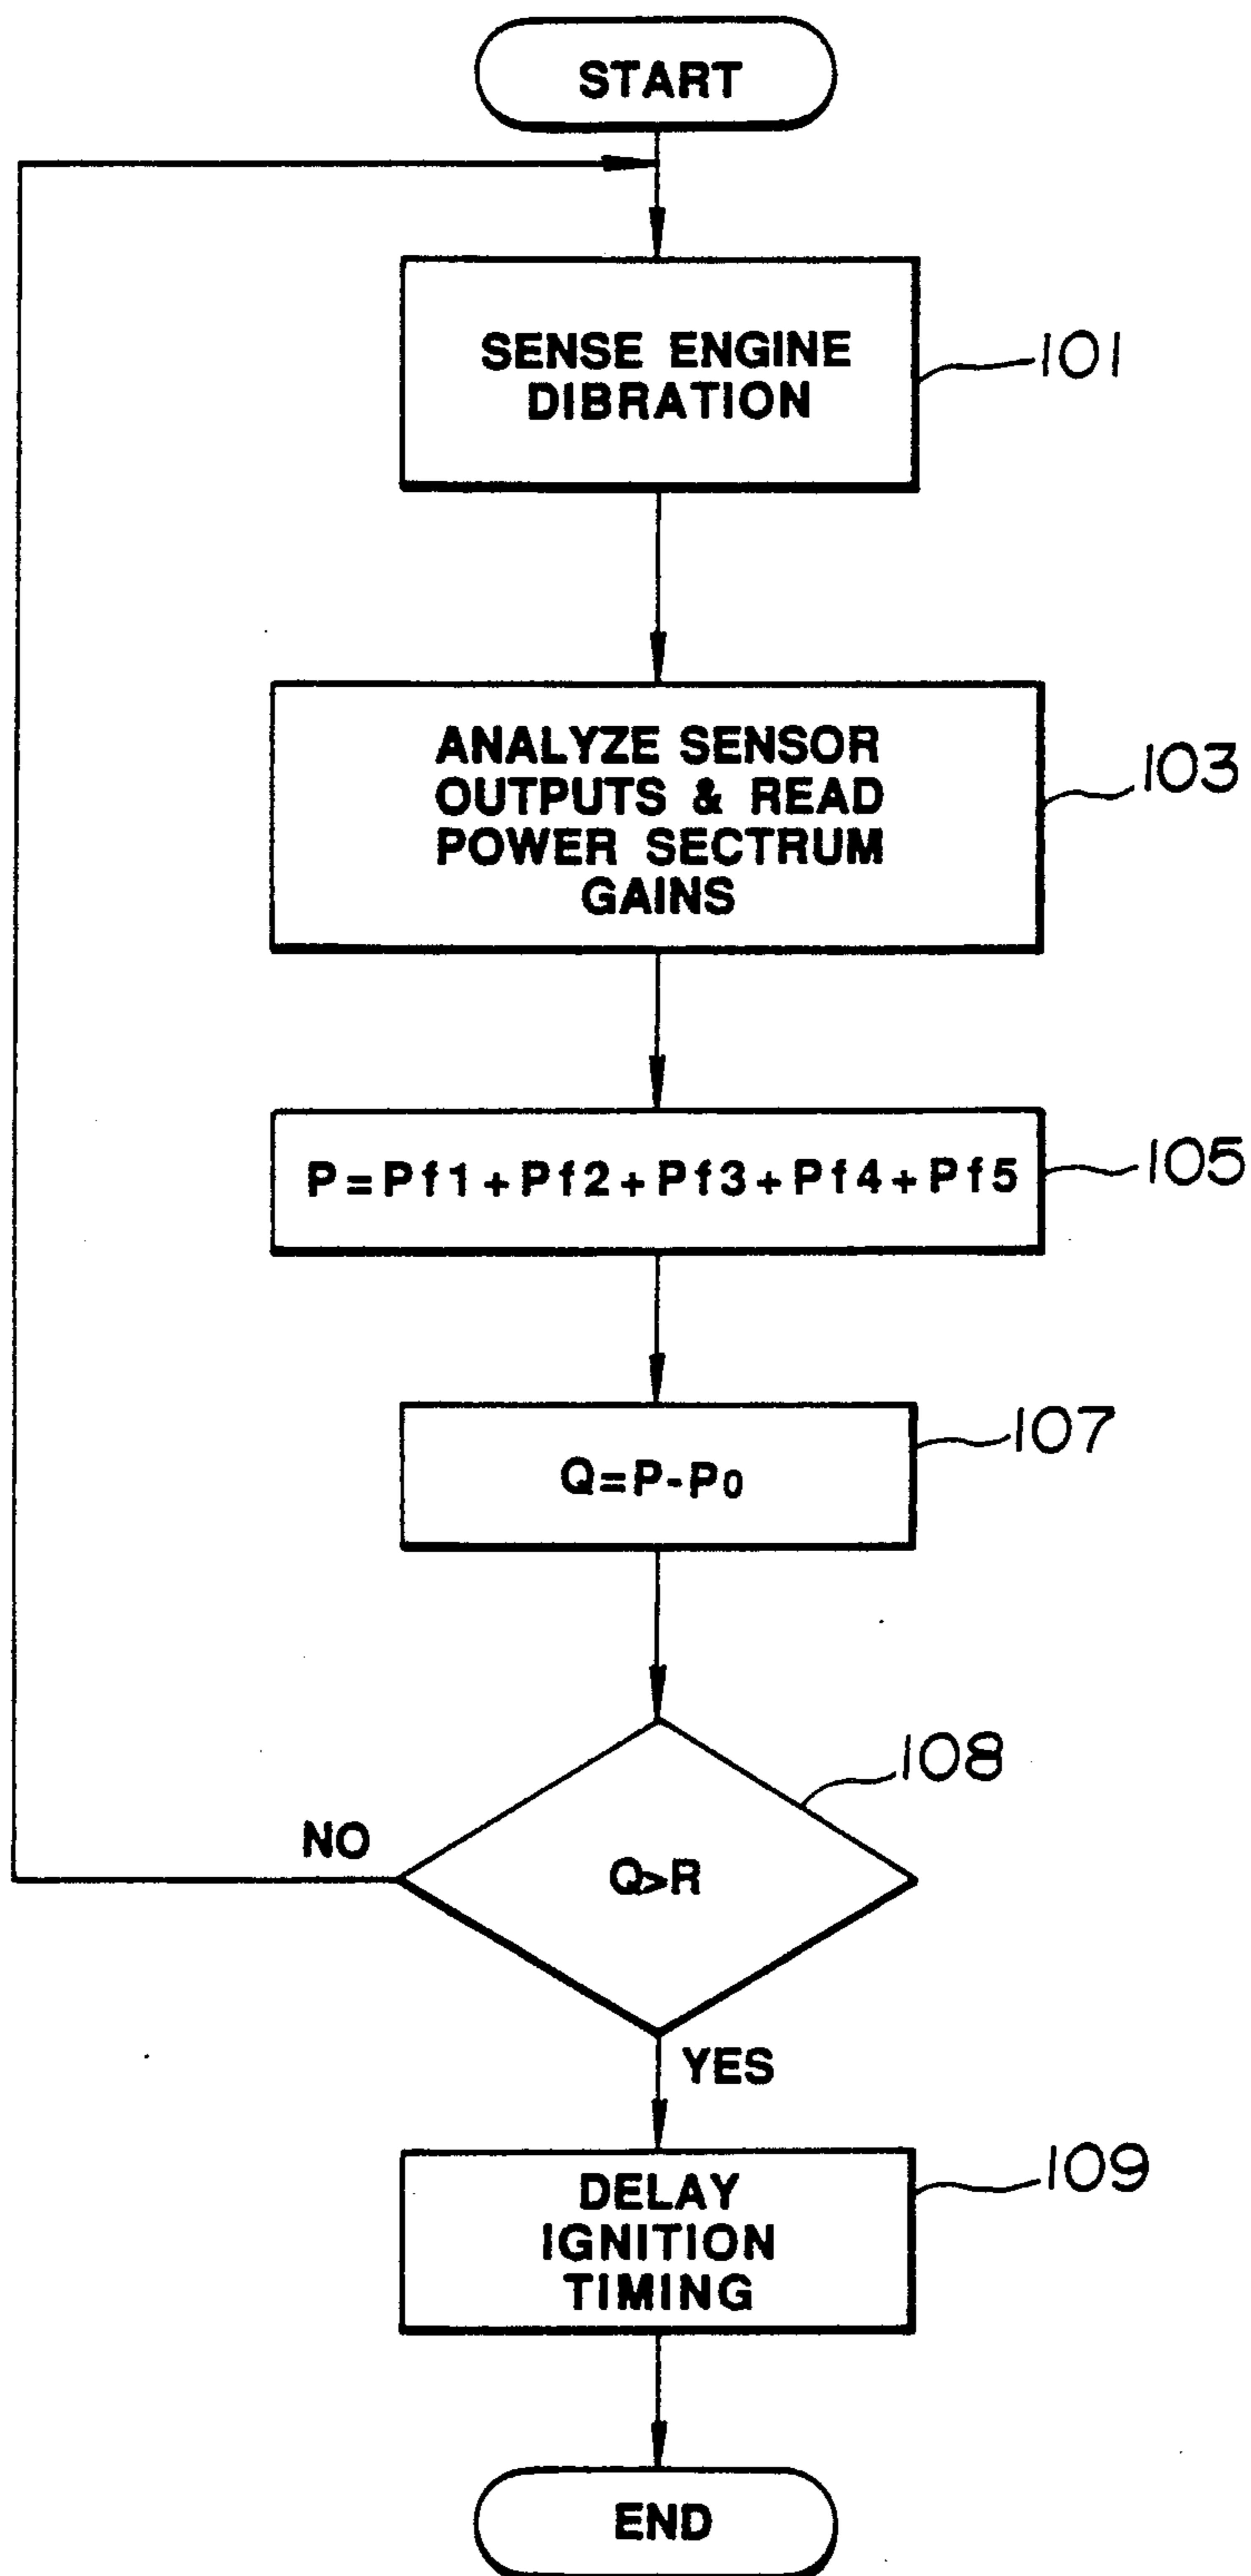 START
SENSE ENGINE
DIBRATION
101
ANALYZE SENSOR
OUTPUTS & READ
POWER SECTRUM
GAINS
103
P=Pf1+Pf2+Pf3+Pf4+Pf5
105
Q=P-P0
107
108
NO
Q>R
YES
DELAY
IGNITION
TIMING
109
END